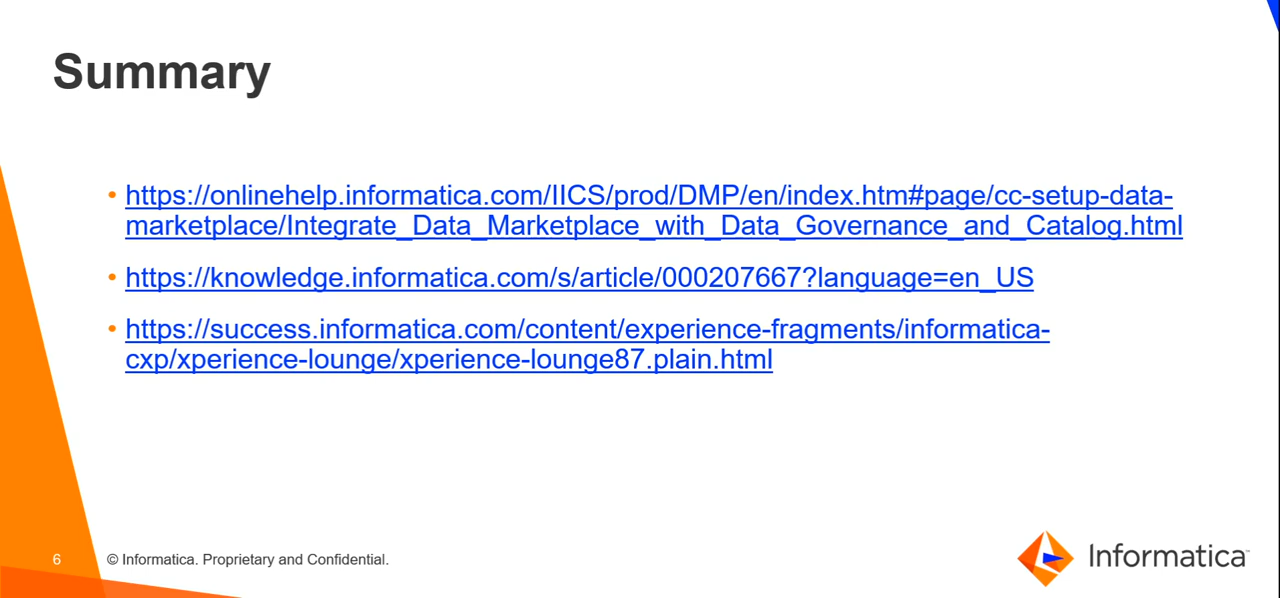 Summary
• https://onlinehelp.informatica.com/IICS/prod/DMP/en/index.htm#page/cc-setup-data-
marketplace/Integrate_Data_Marketplace_with_Data_Governance_and_Catalog.html
• https://knowledge.informatica.com/s/article/000207667?language=en_US
• https://success.informatica.com/content/experience-fragments/informatica-
cxp/xperience-lounge/xperience-lounge87.plain.html
6 © Informatica. Proprietary and Confidential.
Informatica™